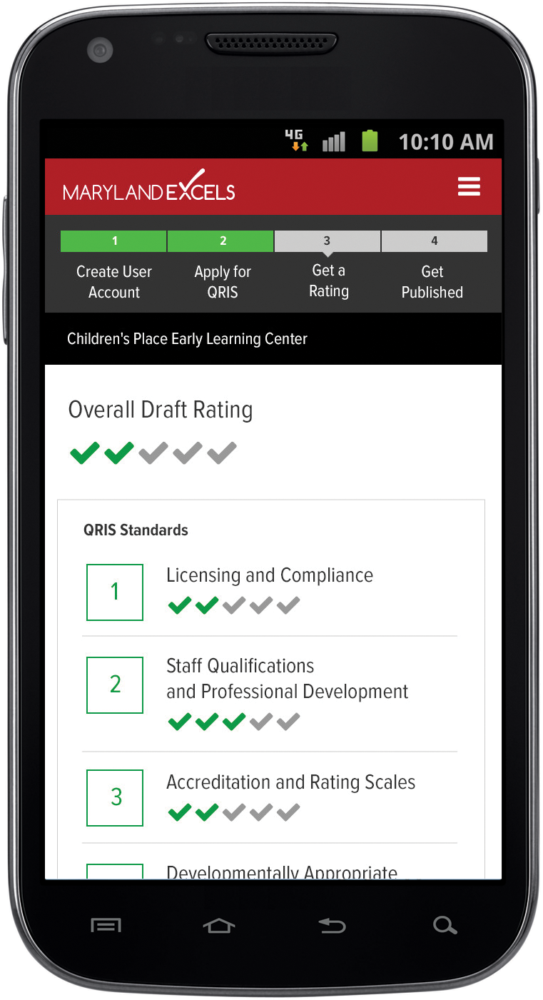 4G
10:10 AM
MARYLAND EXCELS
1
2
3
4
Create User
Account
Apply for
QRIS
Get a
Rating
Get
Published
Children's Place Early Learning Center
Overall Draft Rating
QRIS Standards
1
Licensing and Compliance
2
Staff Qualifications
and Professional Development
3
Accreditation and Rating Scales
Developmentally Appropriate